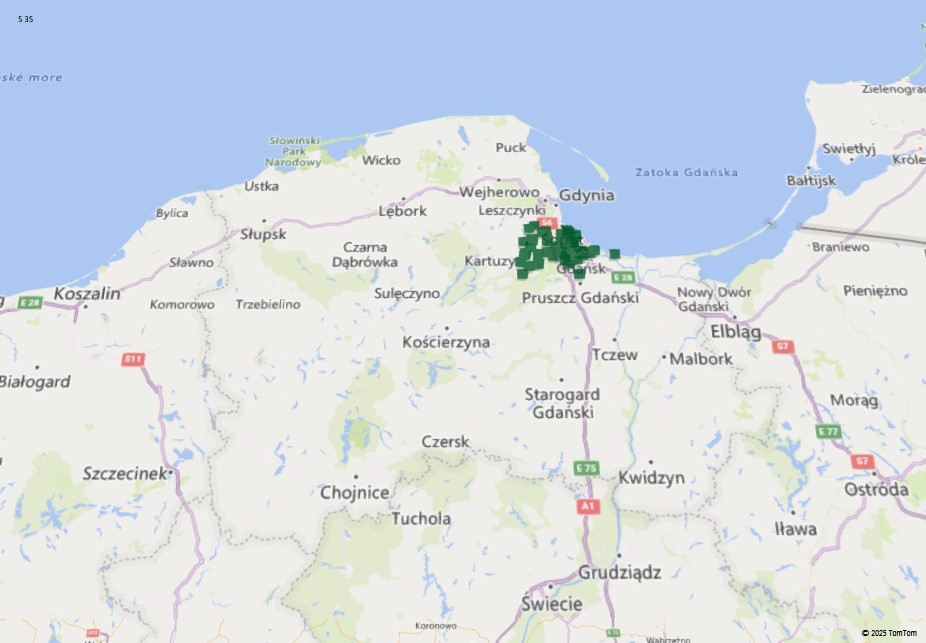 S 35
ské more
Zielenograd
Słowiński
Park
Narodowy
Wicko
Puck
Swietłyj
Króle
Zatoka Gdańska
Bałtijsk
Ustka
Wejherowo
Gdynia
Lębork
Leszczynki
Bylica
S6
Słupsk
Czarna
Dąbrówka
Braniewo
Sławno
Kartuzy
Gdańsk
E 28
Koszalin
E 28
Komorowo
Trzebielino
Sulęczyno
Pruszcz Gdański
Nowy Dwór
Gdański
Pieniężno
Elbląg
Kościerzyna
S7
S11
Tczew
Malbork
Białogard
Starogard
Gdański
Morąg
E 77
Czersk
S7
Szczecinek
E 75
Kwidzyn
Chojnice
Ostróda
A1
Tuchola
Iława
Grudziądz
Świecie
Koronowo
© 2025 TomTom